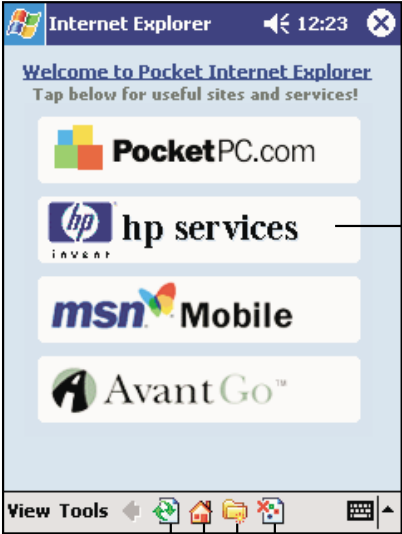 Internet Explorer 12:23
Welcome to Pocket Internet Explorer
Tap below for useful sites and services!
PocketPC.com
hp hp services
invent
msn Mobile
AvantGo™
View Tools